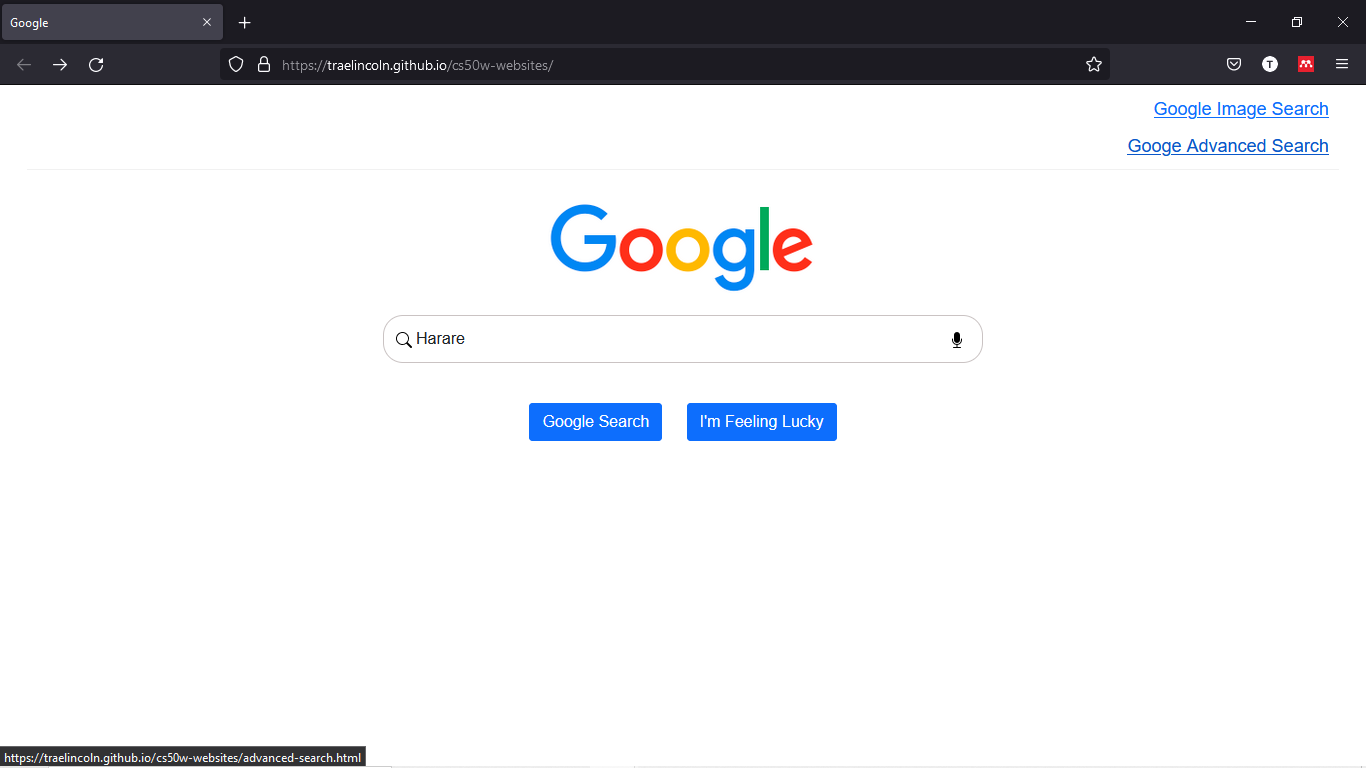 Google
https://traelincoln.github.io/cs50w-websites/
T
Google Image Search
Googe Advanced Search
Google
Harare
Google Search I'm Feeling Lucky
https://traelincoln.github.io/cs50w-websites/advanced-search.html